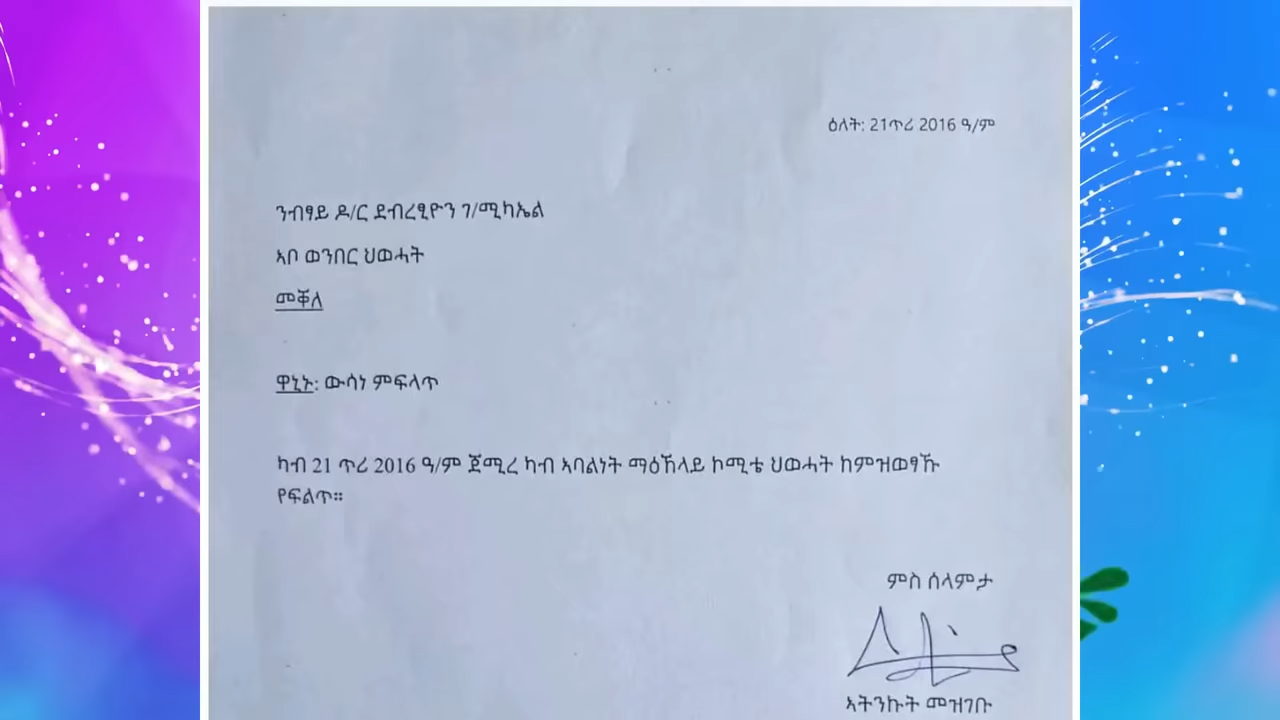 ዕለት: 21ጥሪ 2016 ዓ/ም
ንብፃይ ዶ/ር ደብረፂዮን ገ/ሚካኤል
ኣቦ ወንበር ህወሓት
መቐለ
ዋኒኑ: ውሳነ ምፍላጥ
ካብ 21 ጥሪ 2016 ዓ/ም ጀሚረ ካብ ኣባልነት ማዕኸላይ ኮሚቴ ህወሓት ከምዝወፃኹ
የፍልጥ።
ምስ ሰላምታ
ኣትንኩት መዝገቡ